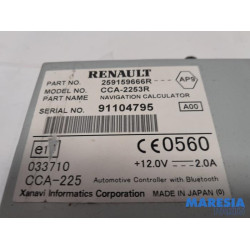 RENAULT
PART NO. 259159666R
MODEL NO. CCA-2253R
PART NAME NAVIGATION CALCULATOR
SERIAL NO. 91104795 A00
APS
e11
033710
CCA-225
CE0560
+12.0V 2.0A
Automotive Controller with Bluetooth
Xanavi Informatics Corporation MADE IN JAPAN
MARESIA